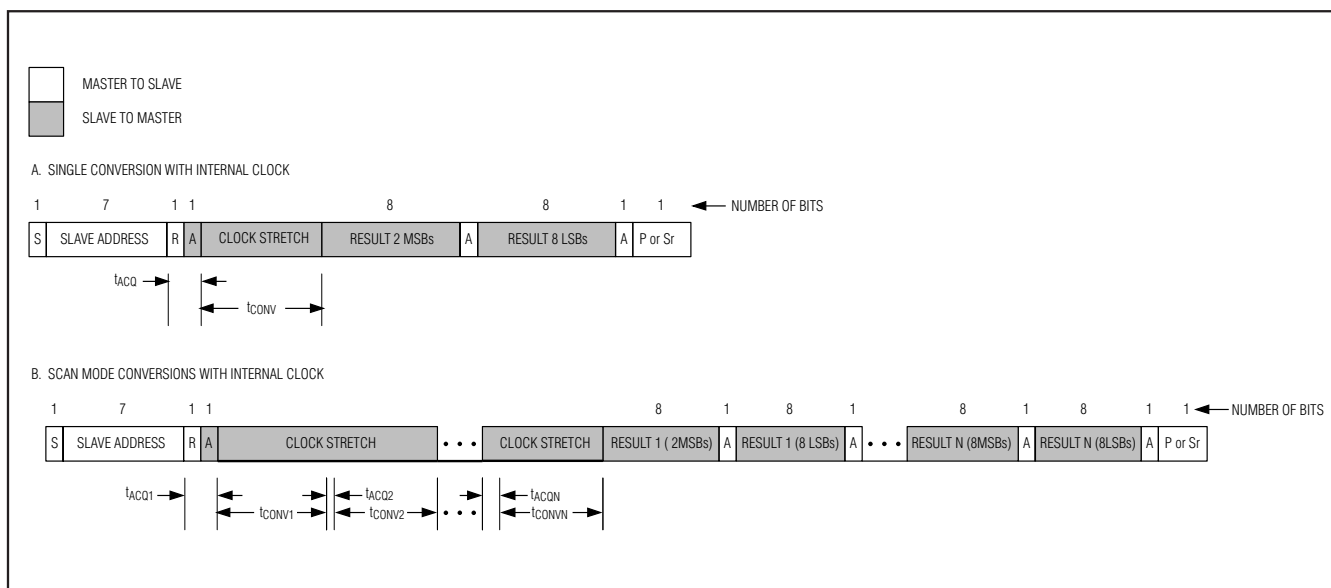 MASTER TO SLAVE
SLAVE TO MASTER
A. SINGLE CONVERSION WITH INTERNAL CLOCK
1 7 1 1 8 8 1 1 NUMBER OF BITS
S SLAVE ADDRESS R A CLOCK STRETCH RESULT 2 MSBs A RESULT 8 LSBs A P or Sr
tACQ
tCONV
B. SCAN MODE CONVERSIONS WITH INTERNAL CLOCK
1 7 1 1 8 1 8 1 8 1 8 1 1 NUMBER OF BITS
S SLAVE ADDRESS R A CLOCK STRETCH • • • CLOCK STRETCH RESULT 1 ( 2MSBs) A RESULT 1 (8 LSBs) A • • • RESULT N (8MSBs) A RESULT N (8LSBs) A P or Sr
tACQ1 tACQ2 tACQN
tCONV1 tCONV2 • • • tCONVN